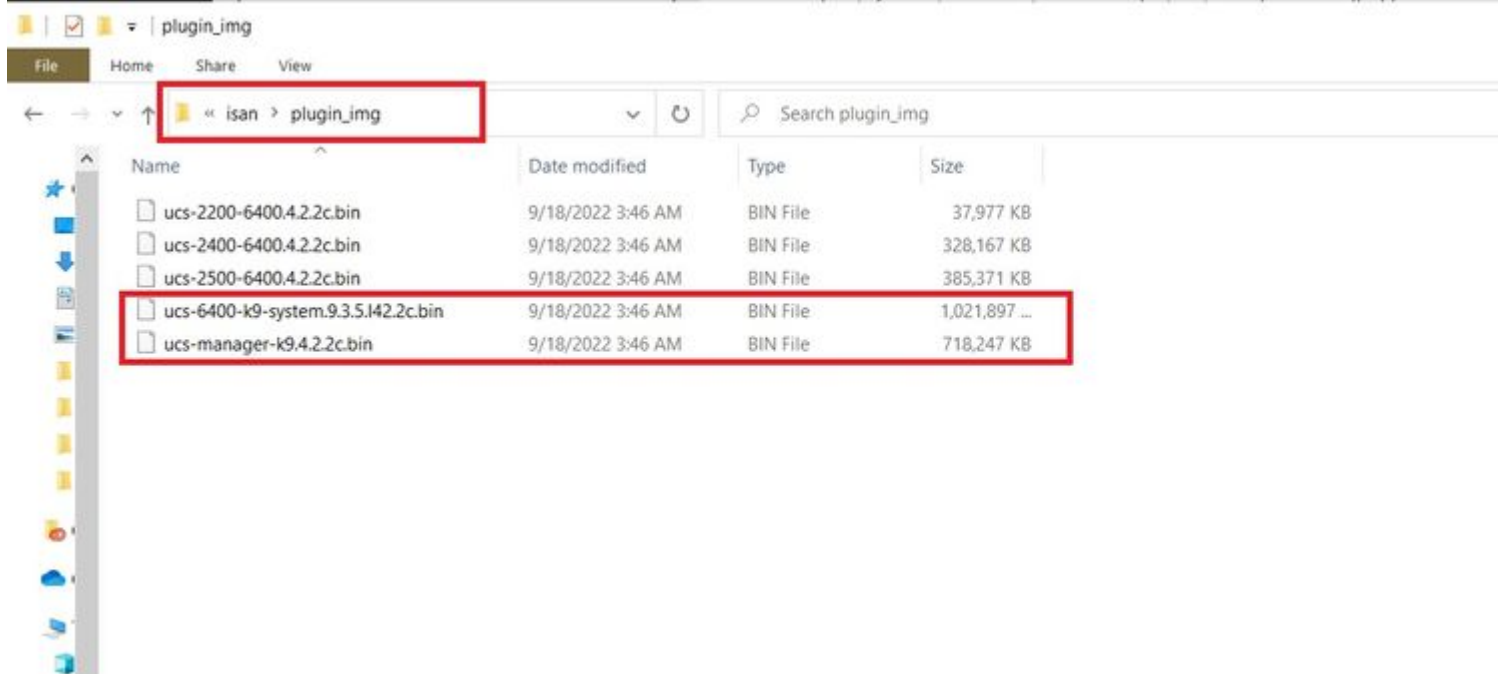 plugin_img
File Home Share View
« isan > plugin_img Search plugin_img
Name Date modified Type Size
ucs-2200-6400.4.2.2c.bin 9/18/2022 3:46 AM BIN File 37,977 KB
ucs-2400-6400.4.2.2c.bin 9/18/2022 3:46 AM BIN File 328,167 KB
ucs-2500-6400.4.2.2c.bin 9/18/2022 3:46 AM BIN File 385,371 KB
ucs-6400-k9-system.9.3.5.I42.2c.bin 9/18/2022 3:46 AM BIN File 1,021,897 ...
ucs-manager-k9.4.2.2c.bin 9/18/2022 3:46 AM BIN File 718,247 KB